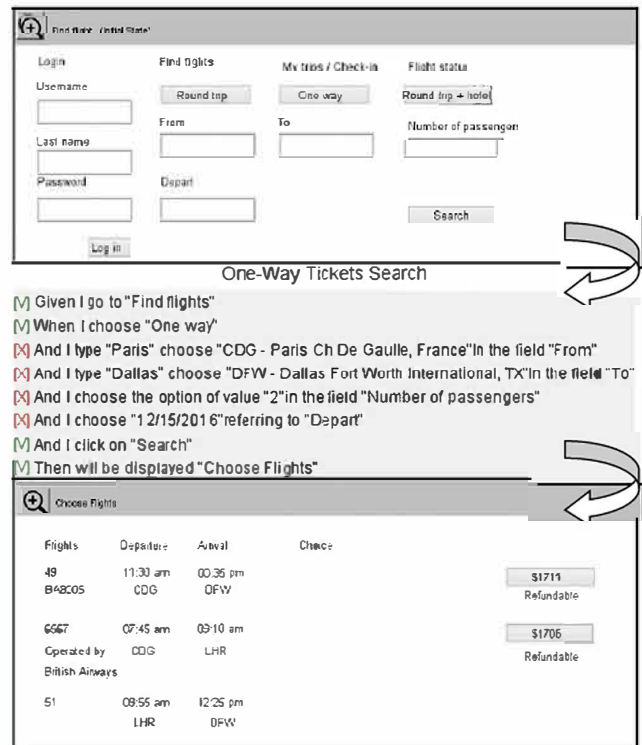 Find flight - (Initial State)"
Login Find flights My trips / Check-in Flight status
Username Round trip One way Round trip + hotel
From To Number of passengers
Last name
Password Depart
Search
Log in
One-Way Tickets Search
[V] Given I go to "Find flights"
[V] When I choose "One way"
[X] And I type "Paris" choose "CDG - Paris Ch De Gaulle, France"In the field "From"
[X] And I type "Dallas" choose "DFW - Dallas Fort Worth International, TX"In the field "To"
[X] And I choose the option of value "2"in the field "Number of passengers"
[X] And I choose "12/15/2016"referring to "Depart"
[V] And I click on "Search"
[V] Then will be displayed "Choose Flights"
Choose Flights
Flights Departure Arrival Choice
49 11:30 am $1711
CDG DFW Refundable
6667 07:45 am 09:10 am $1706
Operated by CDG LHR Refundable
British Airways
51 09:55 am 12:25 pm
LHR DFW